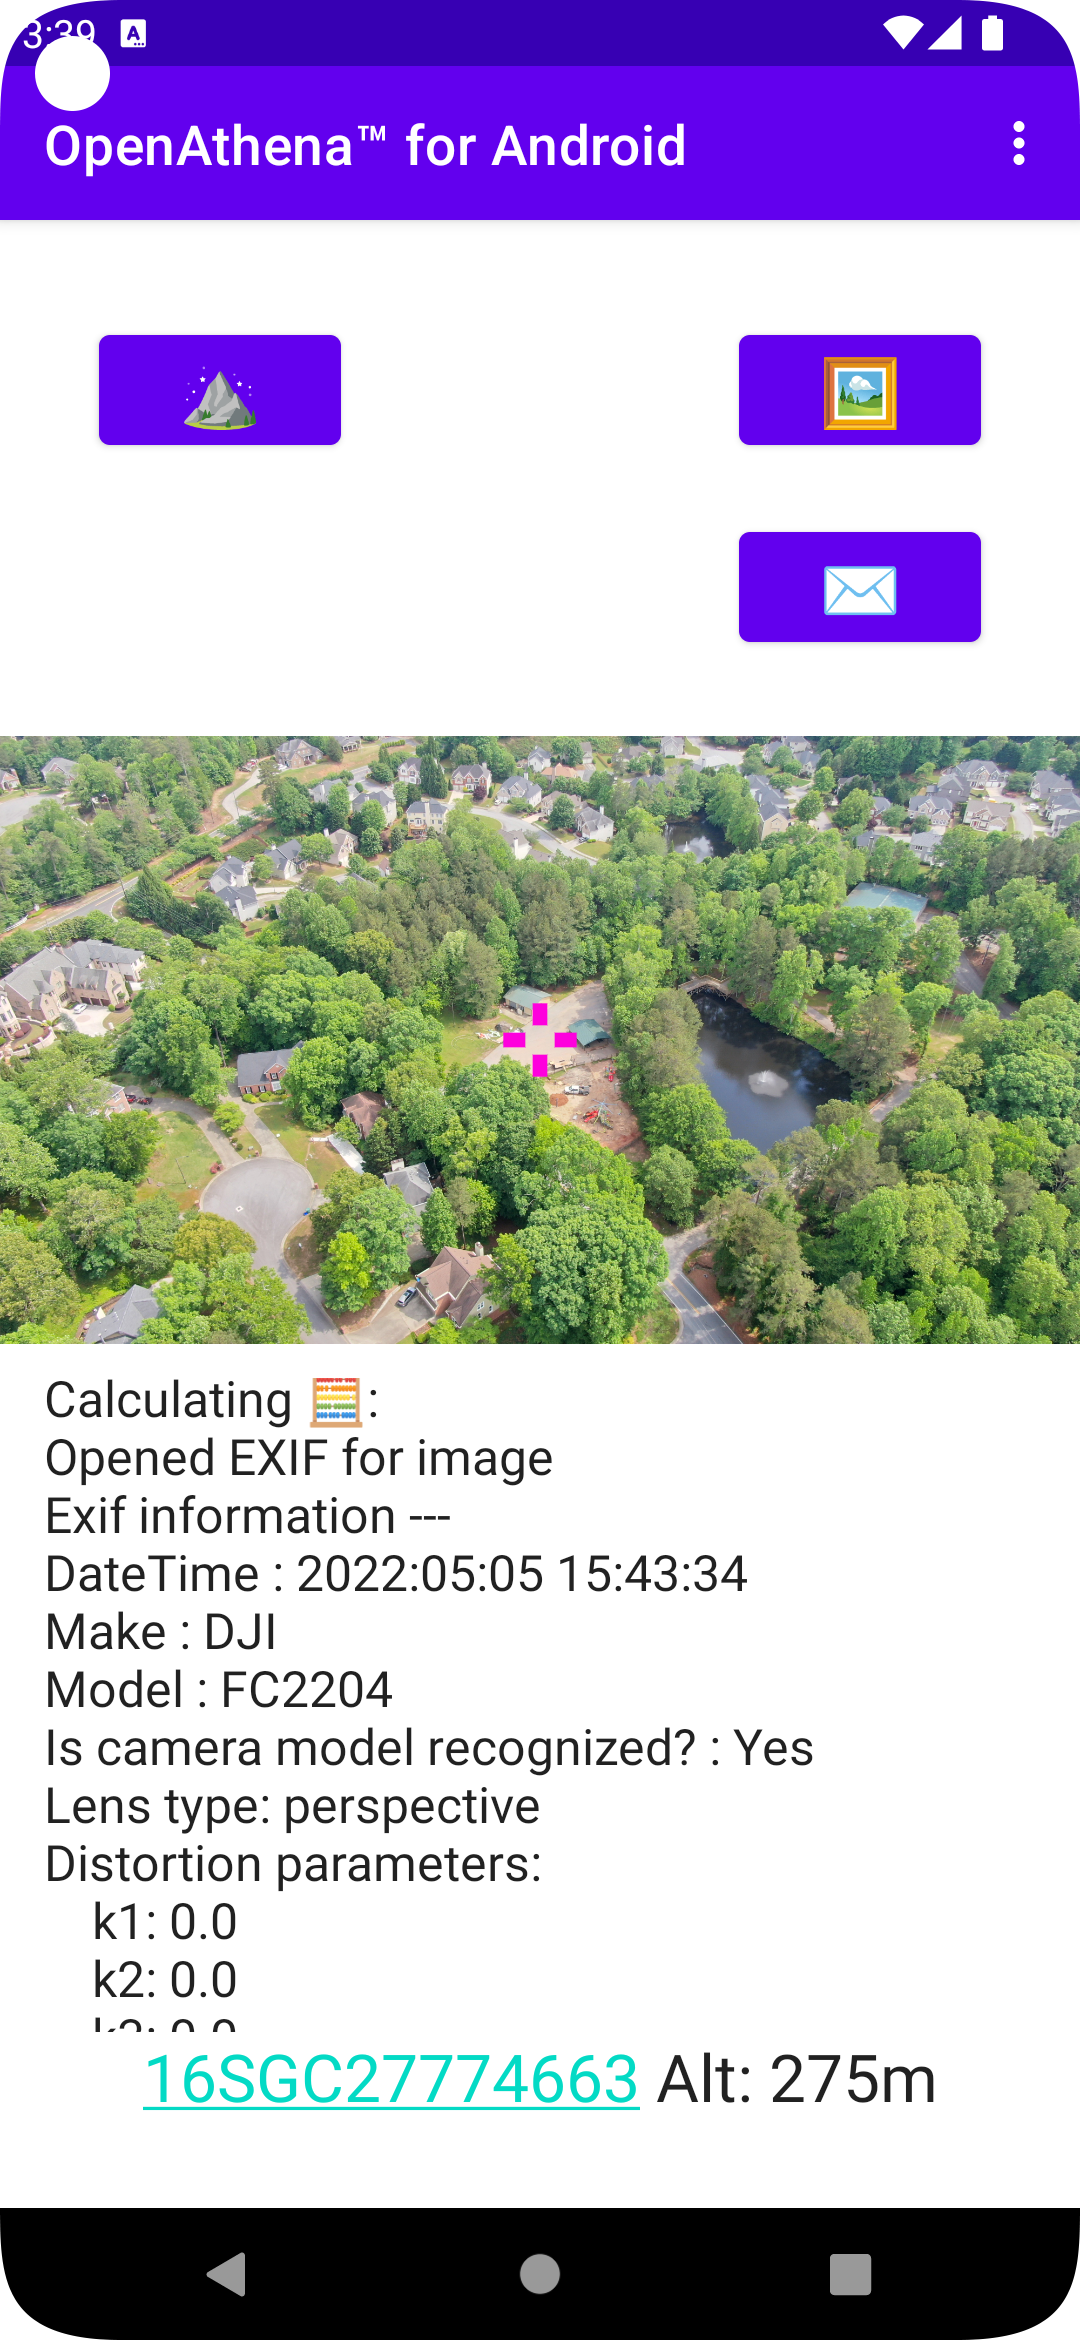 3:39
OpenAthena™ for Android
Calculating 🧮:
Opened EXIF for image
Exif information ---
DateTime : 2022:05:05 15:43:34
Make : DJI
Model : FC2204
Is camera model recognized? : Yes
Lens type: perspective
Distortion parameters:
k1: 0.0
k2: 0.0
16SGC27774663 Alt: 275m